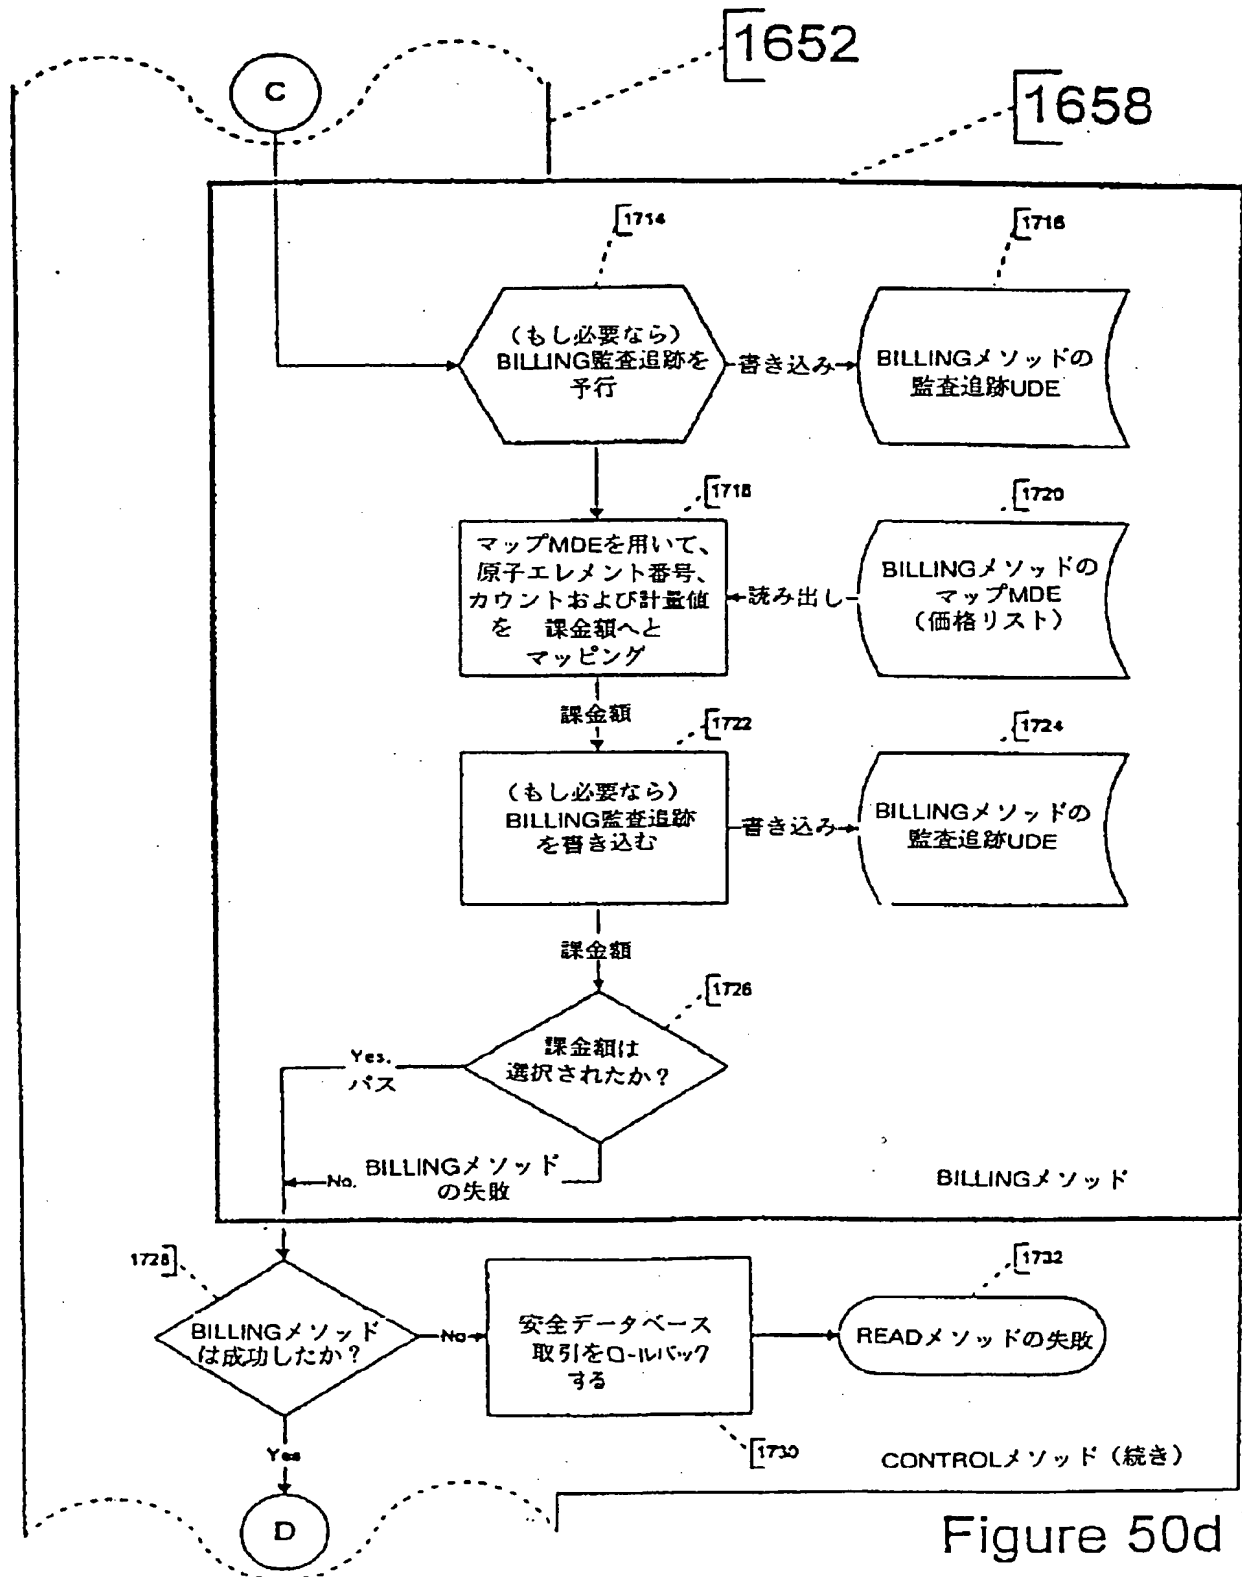 1652
C
1658
1714
1716
(もし必要なら)
BILLING監査追跡を
予行
書き込み
BILLINGメソッドの
監査追跡UDE
1718
1720
マップMDEを用いて、
原子エレメント番号、
カウントおよび計量値
を 課金額へと
マッピング
読み出し
BILLINGメソッドの
マップMDE
(価格リスト)
課金額
1722
1724
(もし必要なら)
BILLING監査追跡
を書き込む
書き込み
BILLINGメソッドの
監査追跡UDE
課金額
1726
課金額は
選択されたか?
Yes.
パス
No.
BILLINGメソッド
の失敗
BILLINGメソッド
1728
1732
BILLINGメソッド
は成功したか?
No
安全データベース
取引をロールバック
する
READメソッドの失敗
Yes
1730
CONTROLメソッド(続き)
D
Figure 50d